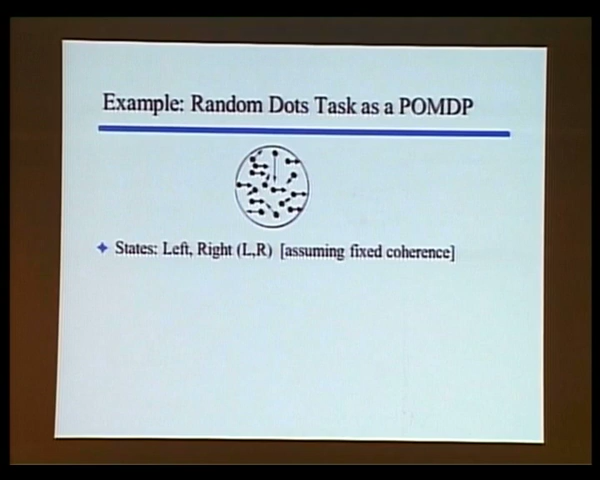 Example: Random Dots Task as a POMDP
✦ States: Left, Right (L,R) [assuming fixed coherence]